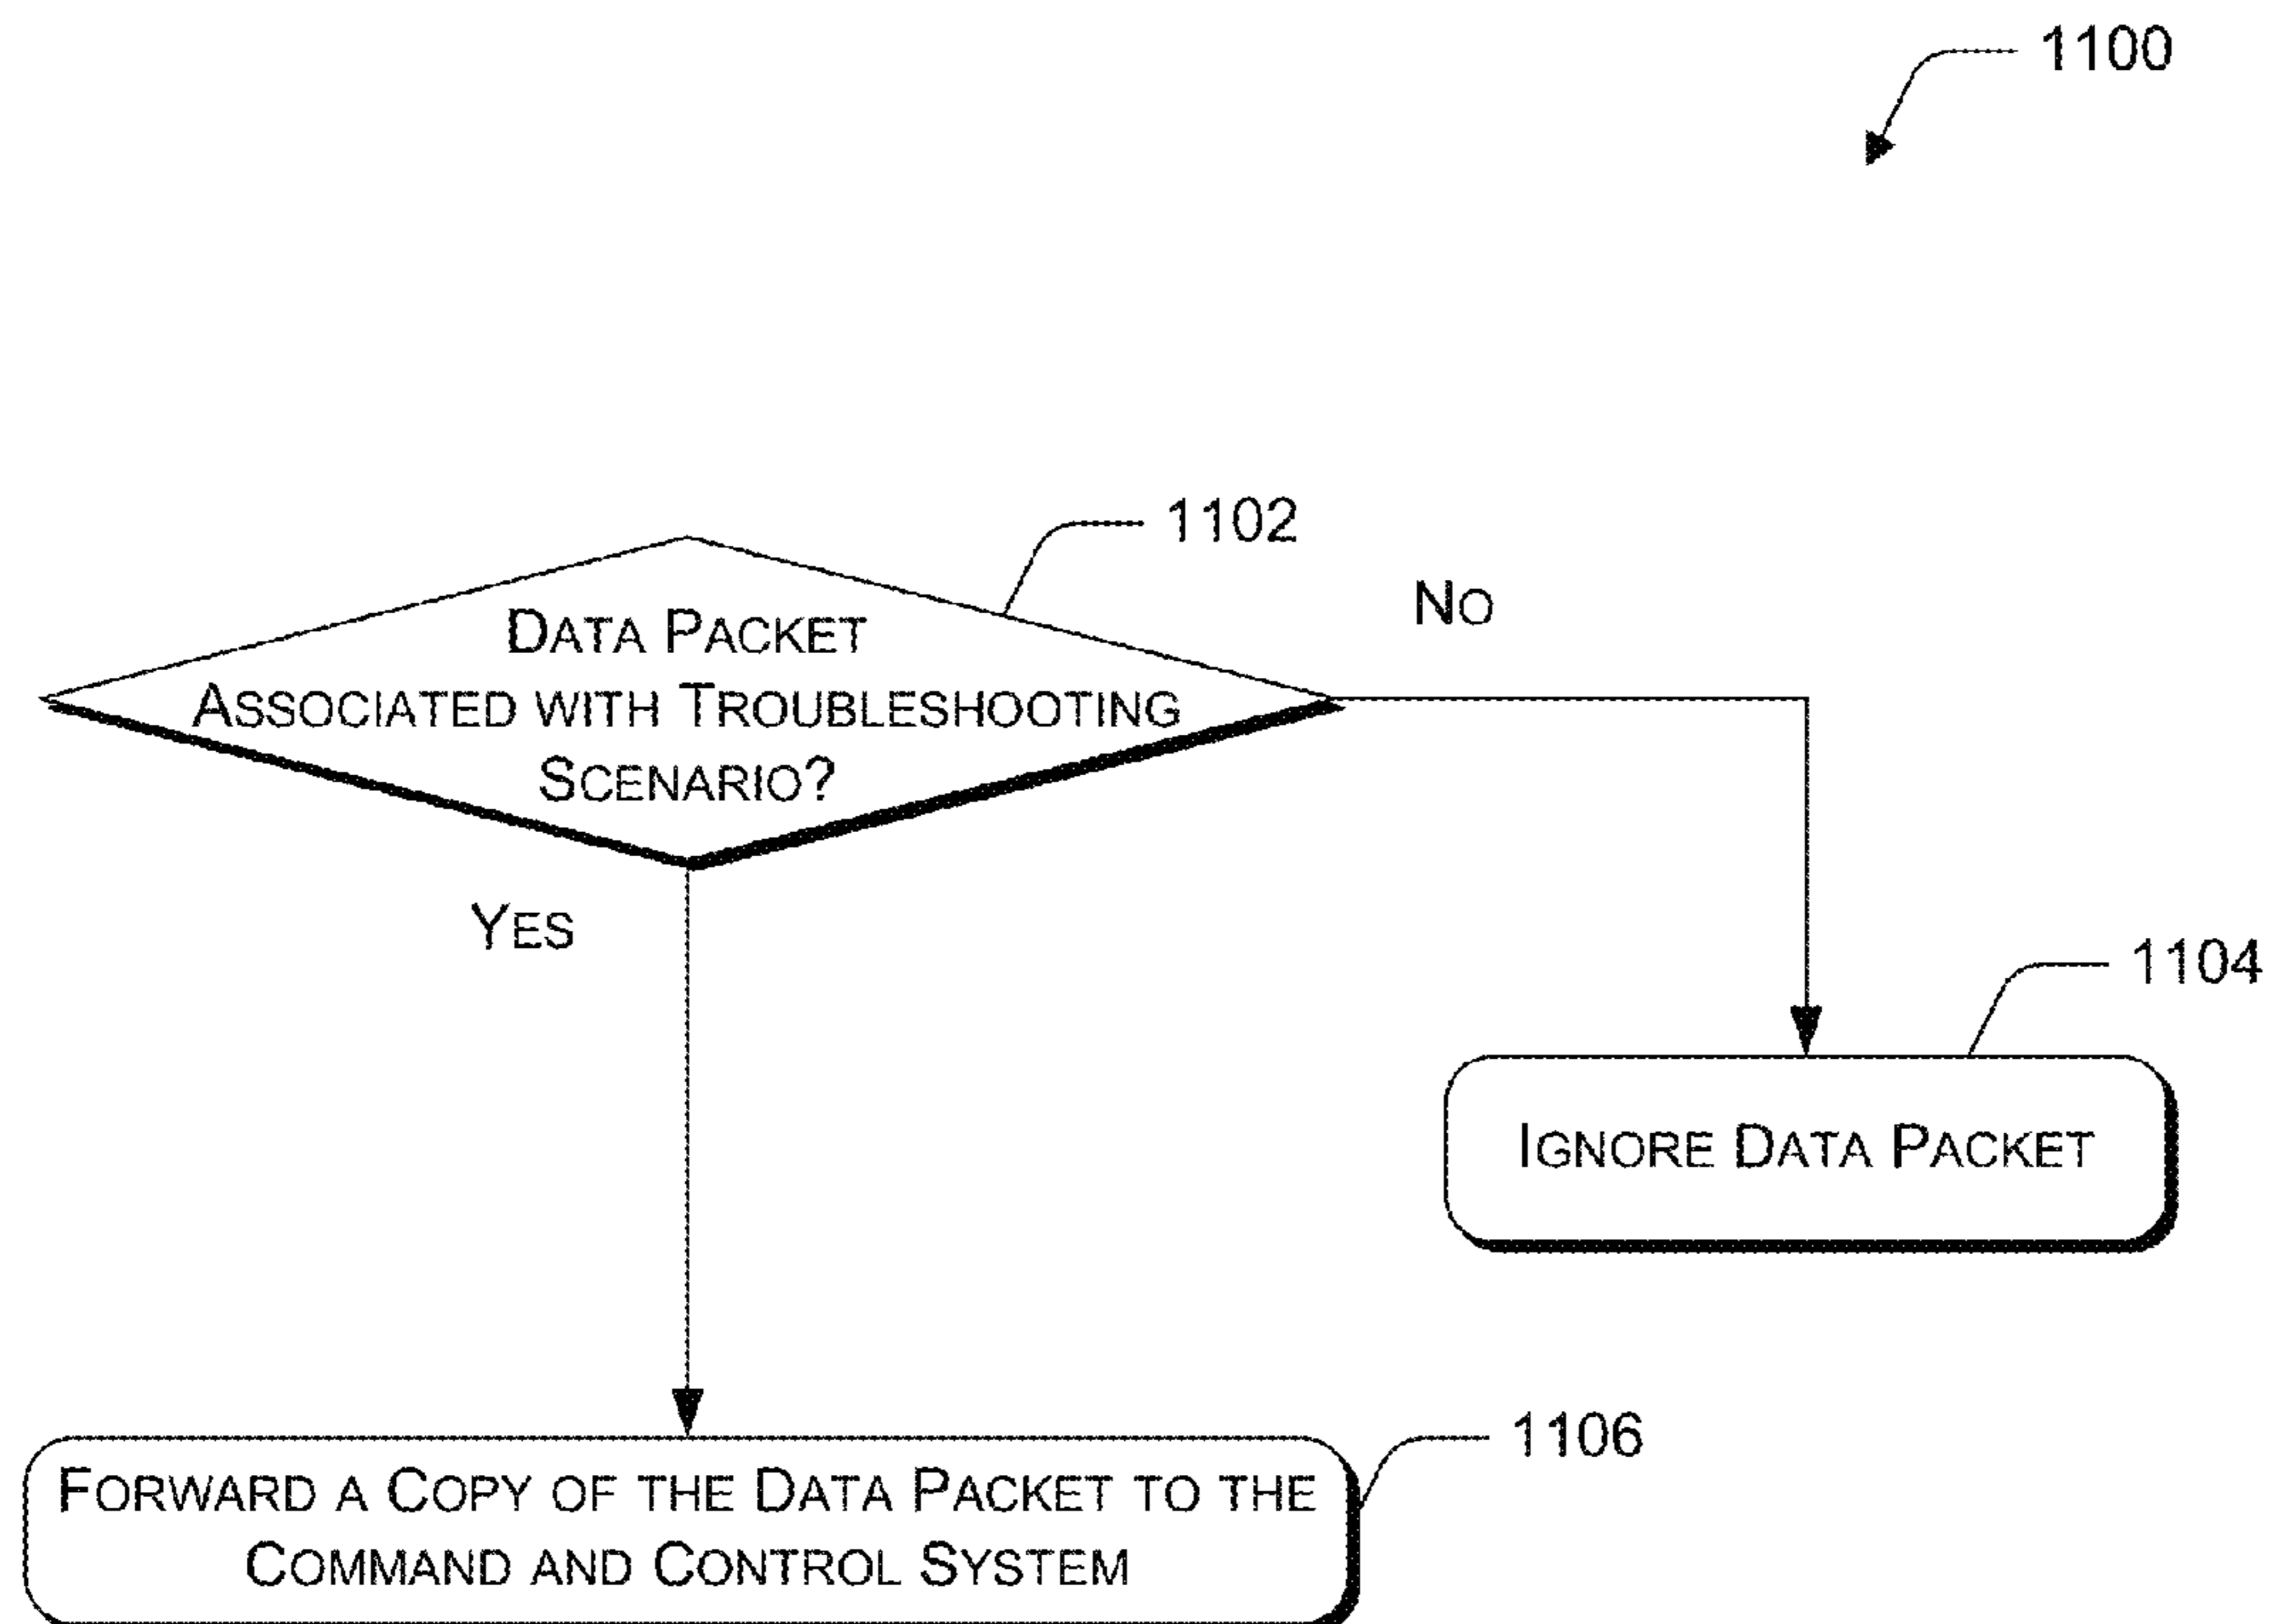 1100
1102
No
Data Packet
Associated with Troubleshooting
Scenario?
Yes
1104
Ignore Data Packet
1106
Forward a Copy of the Data Packet to the
Command and Control System